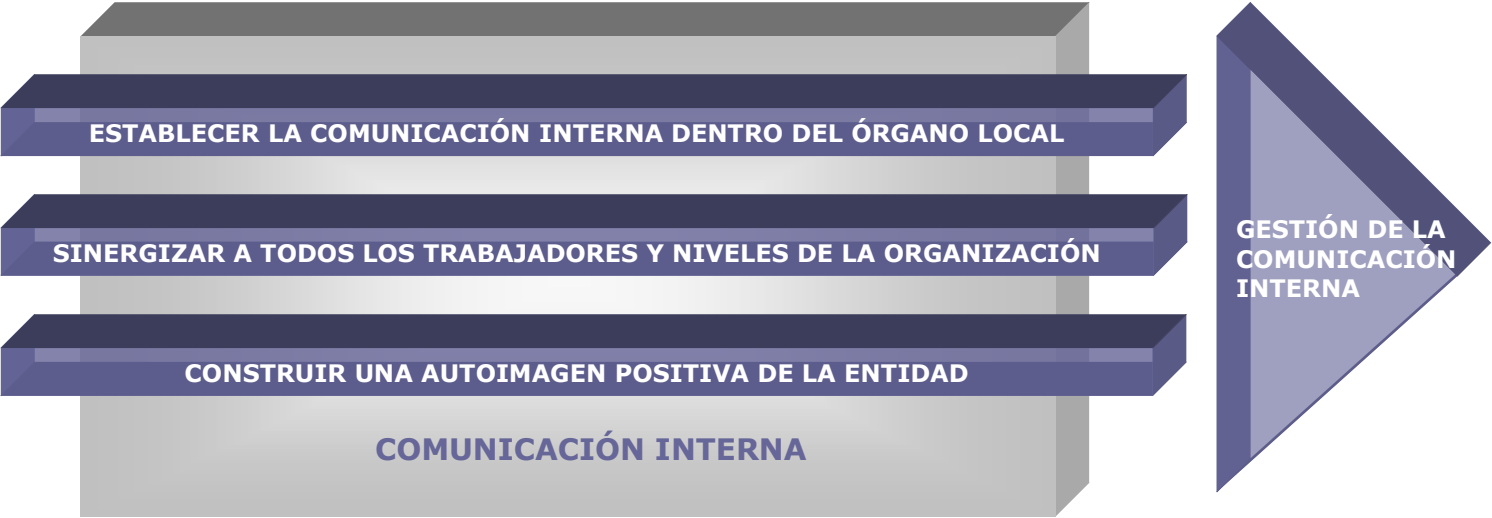 ESTABLECER LA COMUNICACIÓN INTERNA DENTRO DEL ÓRGANO LOCAL
SINERGIZAR A TODOS LOS TRABAJADORES Y NIVELES DE LA ORGANIZACIÓN
CONSTRUIR UNA AUTOIMAGEN POSITIVA DE LA ENTIDAD
COMUNICACIÓN INTERNA
GESTIÓN DE LA
COMUNICACIÓN
INTERNA